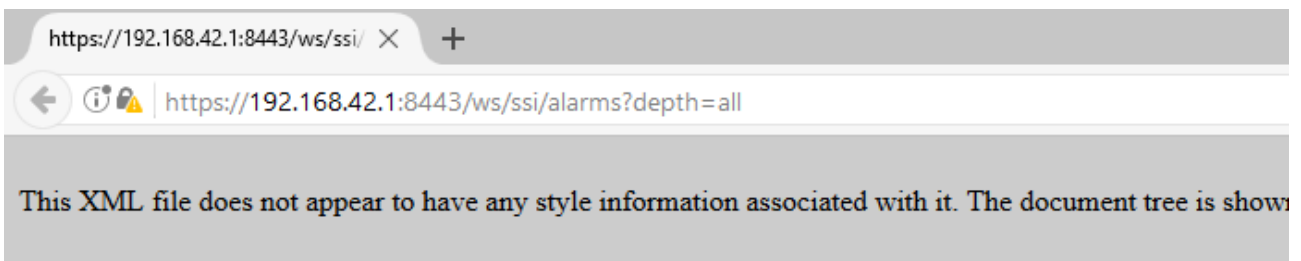 https://192.168.42.1:8443/ws/ssi/
https://192.168.42.1:8443/ws/ssi/alarms?depth=all
This XML file does not appear to have any style information associated with it. The document tree is shown